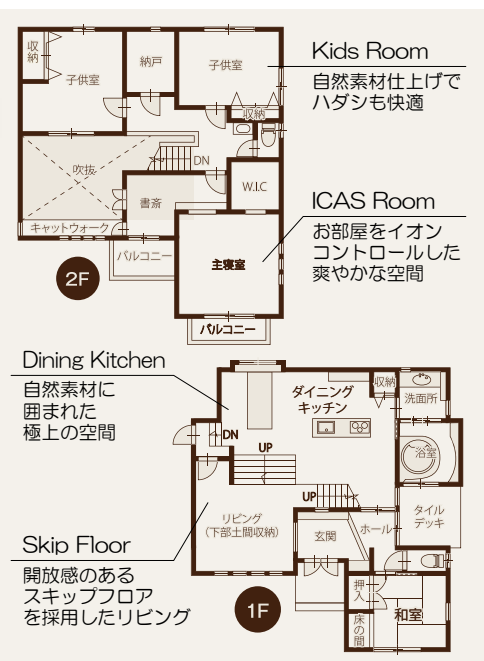 収納
子供室
納戸
子供室
収納
Kids Room
自然素材仕上げで
ハダシも快適
DN
吹抜
書斎
W.I.C
キャットウォーク
バルコニー
主寝室
バルコニー
2F
ICAS Room
お部屋をイオン
コントロールした
爽やかな空間
Dining Kitchen
自然素材に
囲まれた
極上の空間
ダイニング
キッチン
収納
洗面所
浴室
DN
UP
UP
リビング
(下部土間収納)
玄関
ホール
タイル
デッキ
Skip Floor
開放感のある
スキップフロア
を採用したリビング
1F
押入
床の間
和室